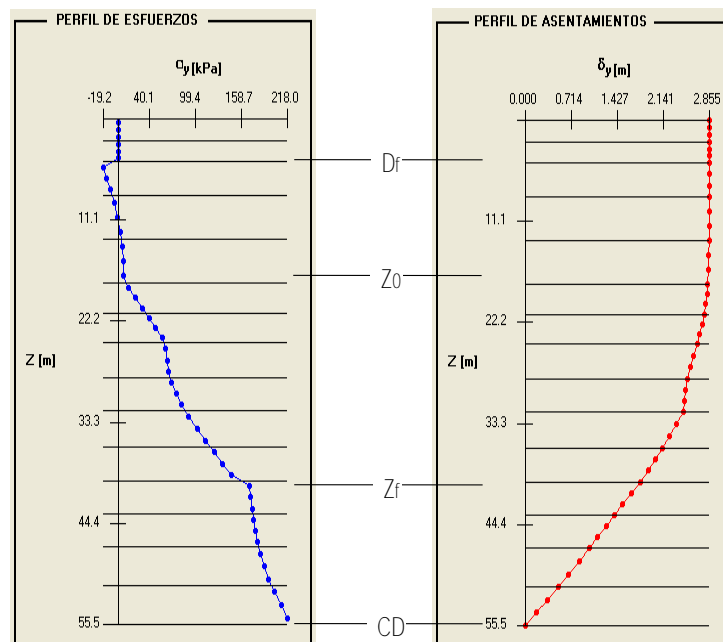 PERFIL DE ESFUERZOS
σy [kPa]
-19.2 40.1 99.4 158.7 218.0
11.1
22.2
Z [m]
33.3
44.4
55.5
Df
Z0
Zf
CD
PERFIL DE ASENTAMIENTOS
δy [m]
0.000 0.714 1.427 2.141 2.855
11.1
22.2
Z [m]
33.3
44.4
55.5